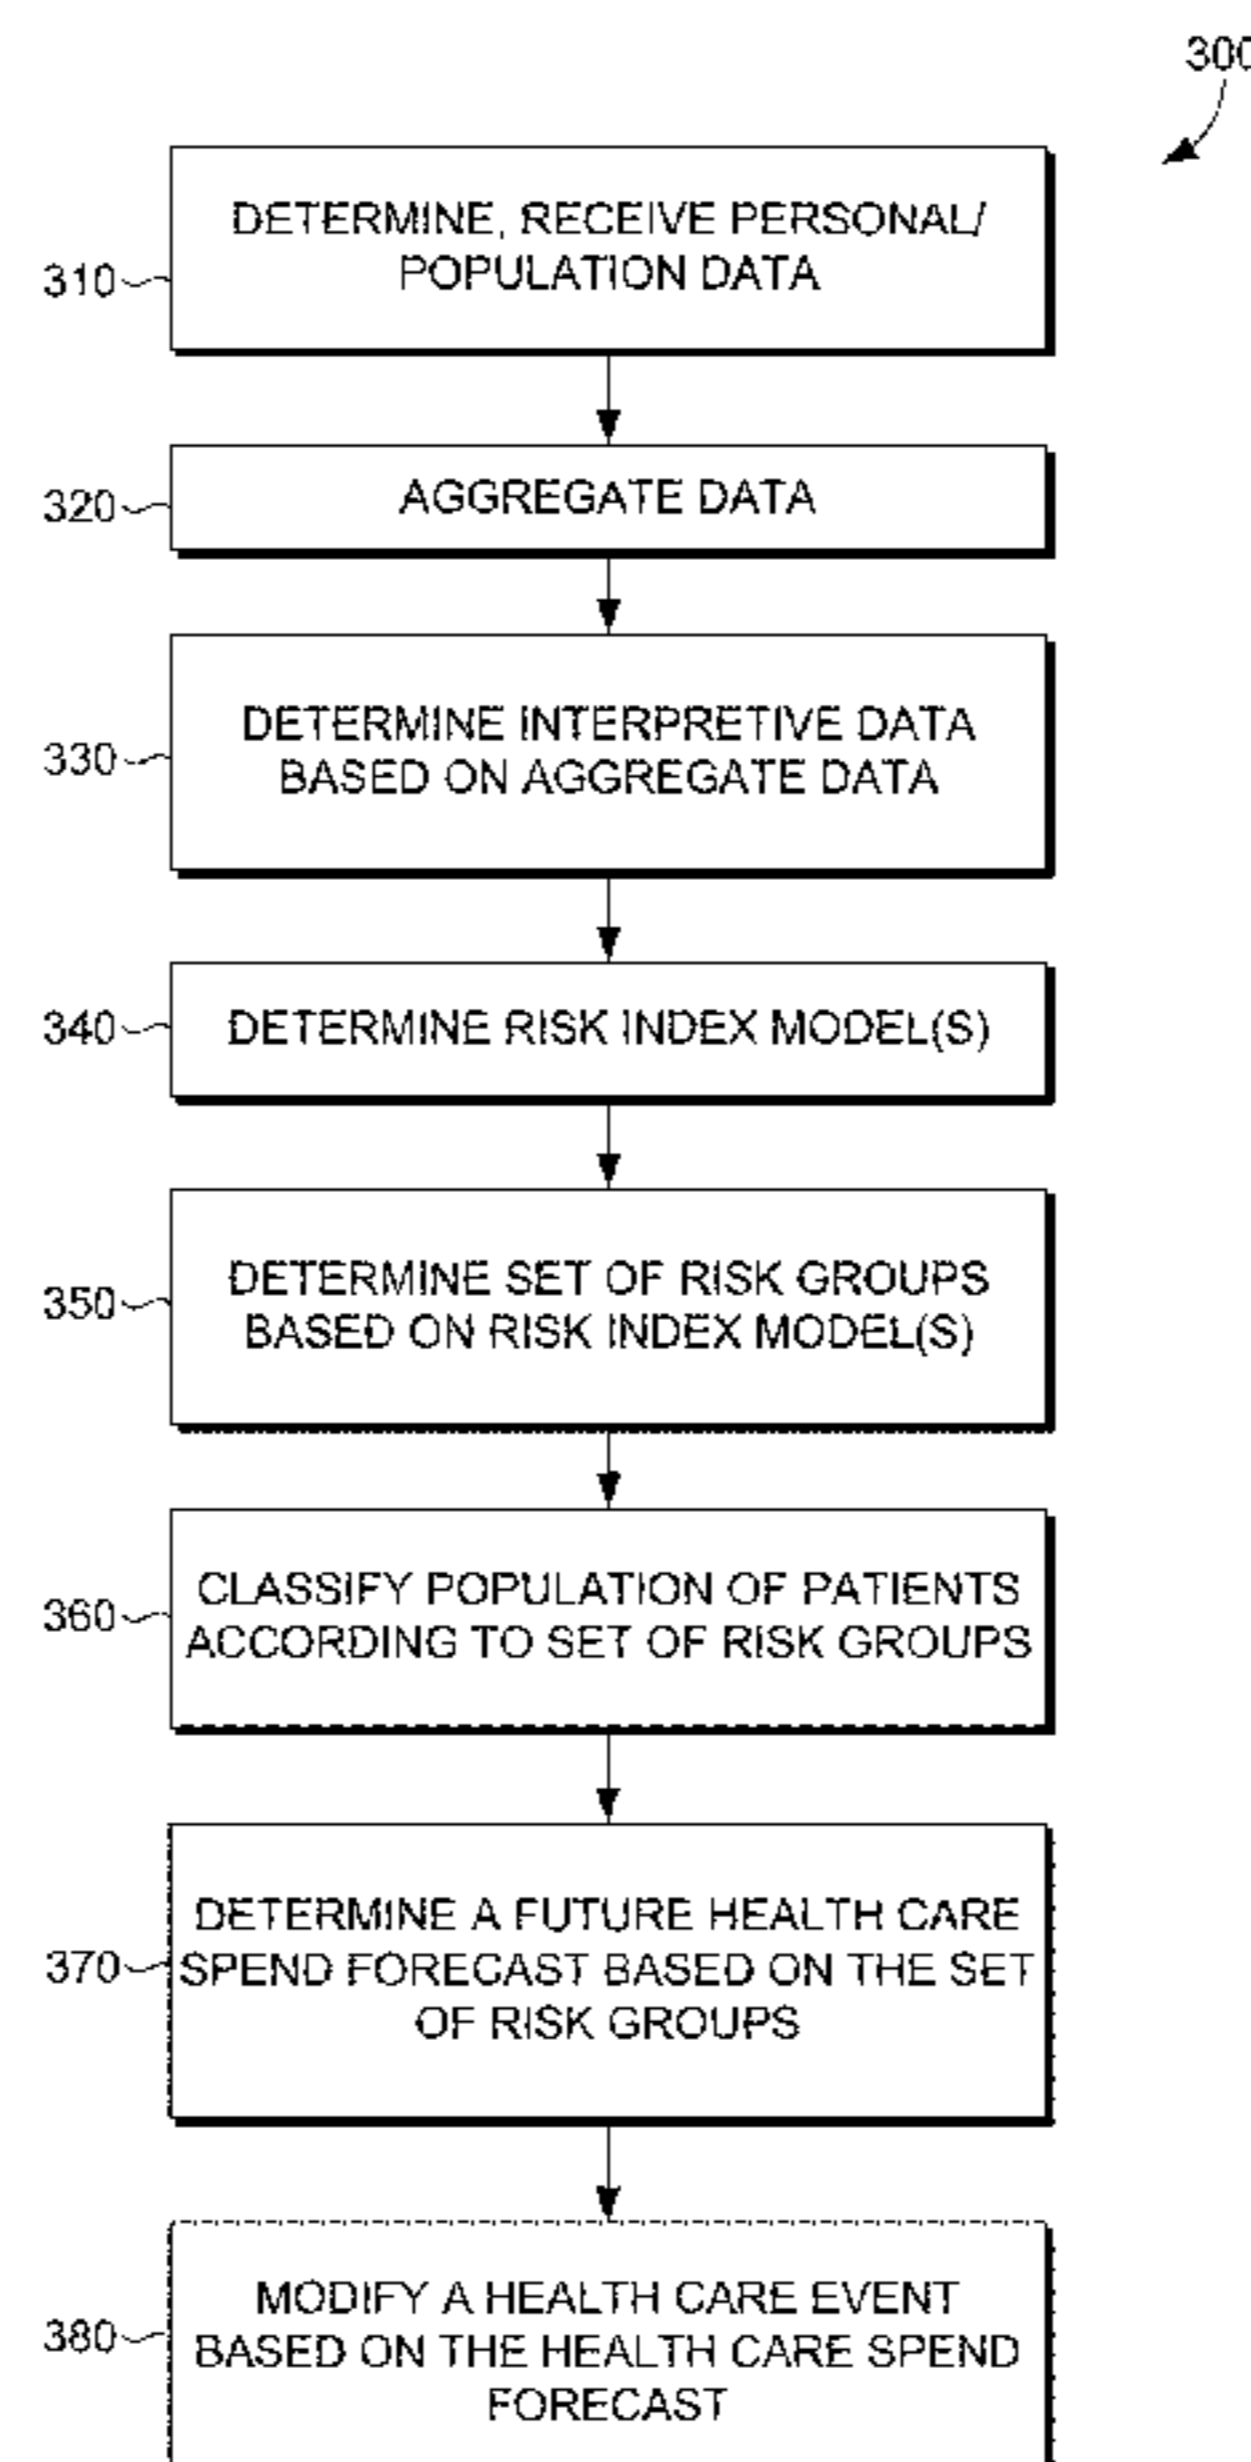 300
DETERMINE, RECEIVE PERSONAL/
POPULATION DATA
310
AGGREGATE DATA
320
DETERMINE INTERPRETIVE DATA
BASED ON AGGREGATE DATA
330
DETERMINE RISK INDEX MODEL(S)
340
DETERMINE SET OF RISK GROUPS
BASED ON RISK INDEX MODEL(S)
350
CLASSIFY POPULATION OF PATIENTS
ACCORDING TO SET OF RISK GROUPS
360
DETERMINE A FUTURE HEALTH CARE
SPEND FORECAST BASED ON THE SET
OF RISK GROUPS
370
MODIFY A HEALTH CARE EVENT
BASED ON THE HEALTH CARE SPEND
FORECAST
380